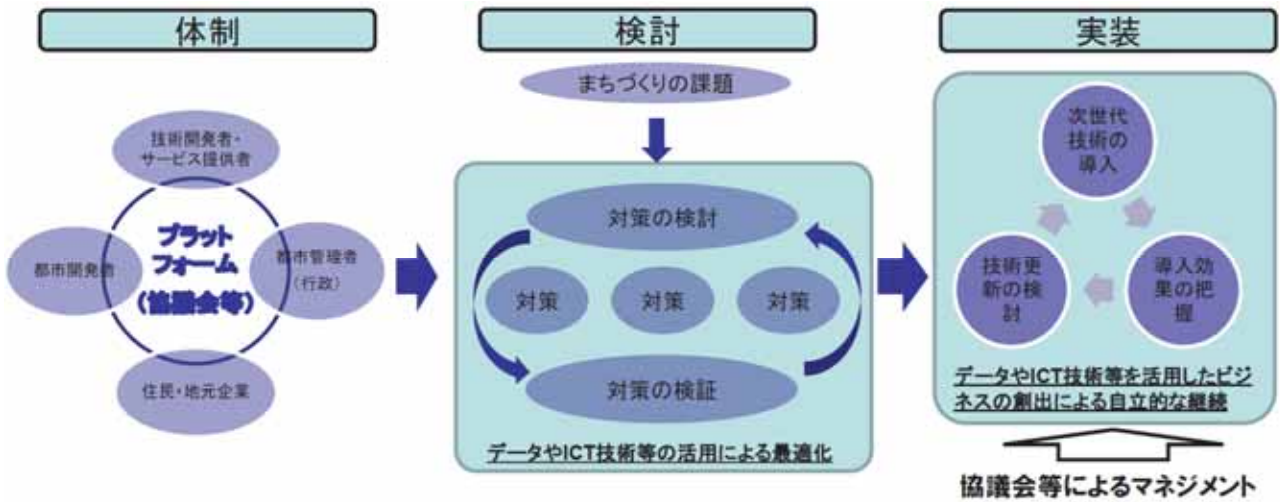 体制
技術開発者・
サービス提供者
都市開発者
プラット
フォーム
(協議会等)
都市管理者
(行政)
住民・地元企業
検討
まちづくりの課題
対策の検討
対策
対策
対策
対策の検証
データやICT技術等の活用による最適化
実装
次世代
技術の
導入
技術更
新の検
討
導入効
果の把
握
データやICT技術等を活用したビジ
ネスの創出による自立的な継続
協議会等によるマネジメント